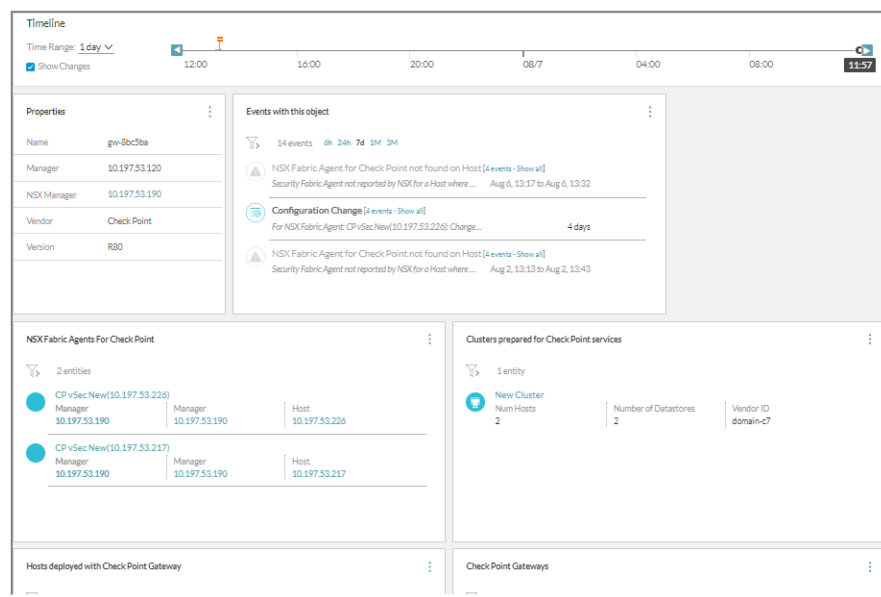 Timeline
Time Range: 1 day
Show Changes
12:00 16:00 20:00 08/7 04:00 08:00 11:57
Properties
Name gw-8bc5ba
Manager 10.197.53.120
NSX Manager 10.197.53.190
Vendor Check Point
Version R80
Events with this object
14 events 6h 24h 7d 1M 3M
NSX Fabric Agent for Check Point not found on Host [4 events - Show all]
Security Fabric Agent not reported by NSX for a Host where ... Aug 6, 13:17 to Aug 6, 13:32
Configuration Change [4 events - Show all]
For NSX Fabric Agent: CP vSec New(10.197.53.226): Change... 4 days
NSX Fabric Agent for Check Point not found on Host [4 events - Show all]
Security Fabric Agent not reported by NSX for a Host where ... Aug 2, 13:13 to Aug 2, 13:43
NSX Fabric Agents For Check Point
2 entities
CP vSec New(10.197.53.226)
Manager Manager Host
10.197.53.190 10.197.53.190 10.197.53.226
CP vSec New(10.197.53.217)
Manager Manager Host
10.197.53.190 10.197.53.190 10.197.53.217
Clusters prepared for Check Point services
1 entity
New Cluster
Num Hosts Number of Datastores Vendor ID
2 2 domain-c7
Hosts deployed with Check Point Gateway
Check Point Gateways